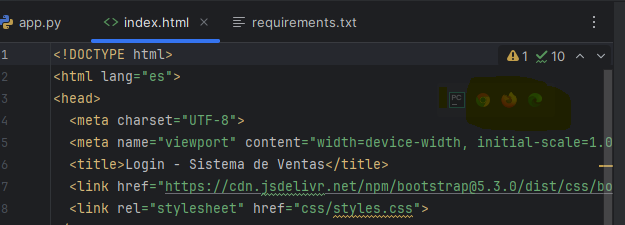 app.py index.html requirements.txt
1 <!DOCTYPE html> 1 10
2 <html lang="es">
3 <head> PC
4 <meta charset="UTF-8">
5 <meta name="viewport" content="width=device-width, initial-scale=1.0
6 <title>Login - Sistema de Ventas</title>
7 <link href="https://cdn.jsdelivr.net/npm/bootstrap@5.3.0/dist/css/bo
8 <link rel="stylesheet" href="css/styles.css">